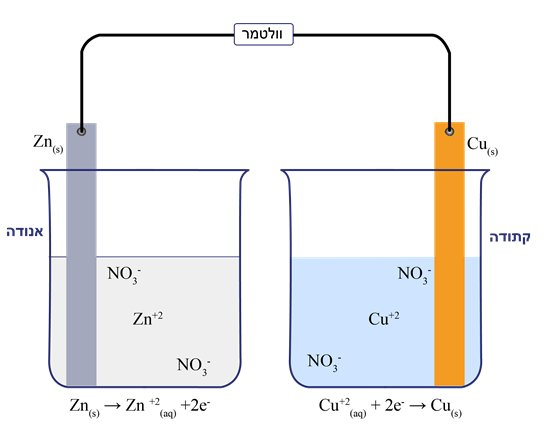 וולטמר
Zn(s)
Cu(s)
אנודה
קתודה
NO₃⁻
Zn⁺²
NO₃⁻
NO₃⁻
Cu⁺²
NO₃⁻
Zn(s) → Zn ⁺²(aq) +2e⁻
Cu⁺²(aq) + 2e⁻ → Cu(s)